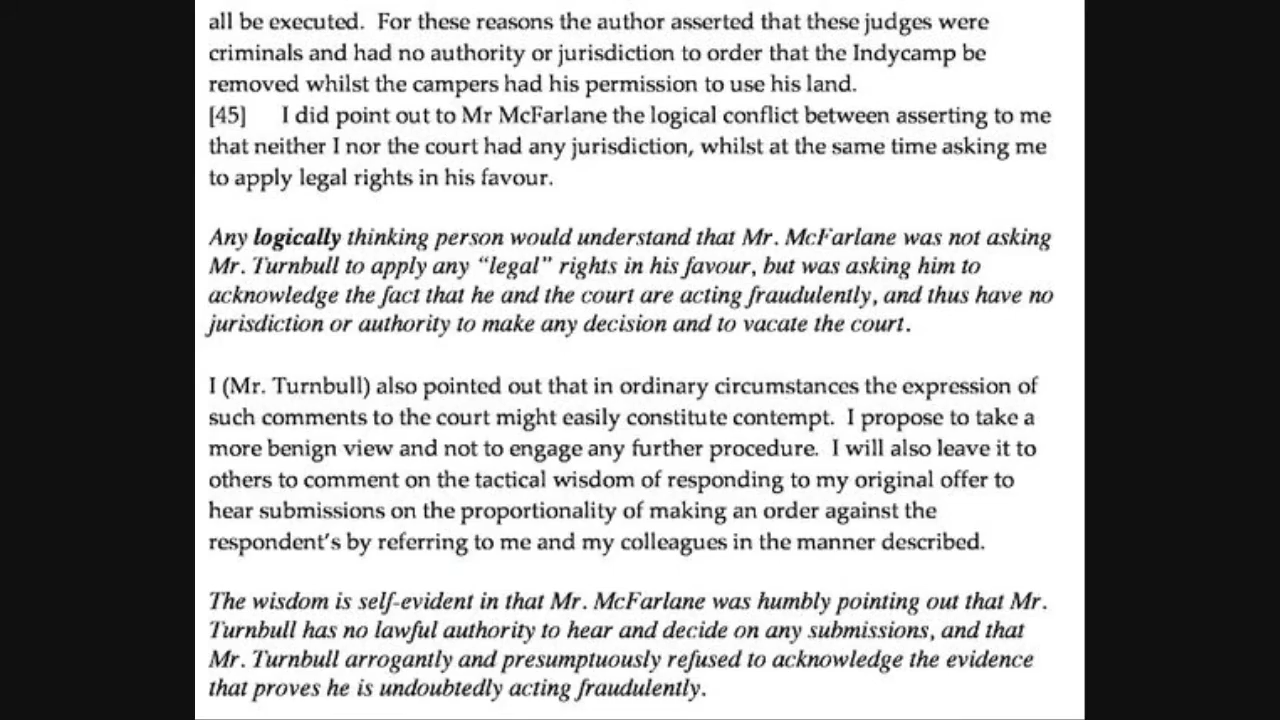 all be executed. For these reasons the author asserted that these judges were
criminals and had no authority or jurisdiction to order that the Indycamp be
removed whilst the campers had his permission to use his land.
[45] I did point out to Mr McFarlane the logical conflict between asserting to me
that neither I nor the court had any jurisdiction, whilst at the same time asking me
to apply legal rights in his favour.
Any logically thinking person would understand that Mr. McFarlane was not asking
Mr. Turnbull to apply any “legal” rights in his favour, but was asking him to
acknowledge the fact that he and the court are acting fraudulently, and thus have no
jurisdiction or authority to make any decision and to vacate the court.
I (Mr. Turnbull) also pointed out that in ordinary circumstances the expression of
such comments to the court might easily constitute contempt. I propose to take a
more benign view and not to engage any further procedure. I will also leave it to
others to comment on the tactical wisdom of responding to my original offer to
hear submissions on the proportionality of making an order against the
respondent’s by referring to me and my colleagues in the manner described.
The wisdom is self-evident in that Mr. McFarlane was humbly pointing out that Mr.
Turnbull has no lawful authority to hear and decide on any submissions, and that
Mr. Turnbull arrogantly and presumptuously refused to acknowledge the evidence
that proves he is undoubtedly acting fraudulently.